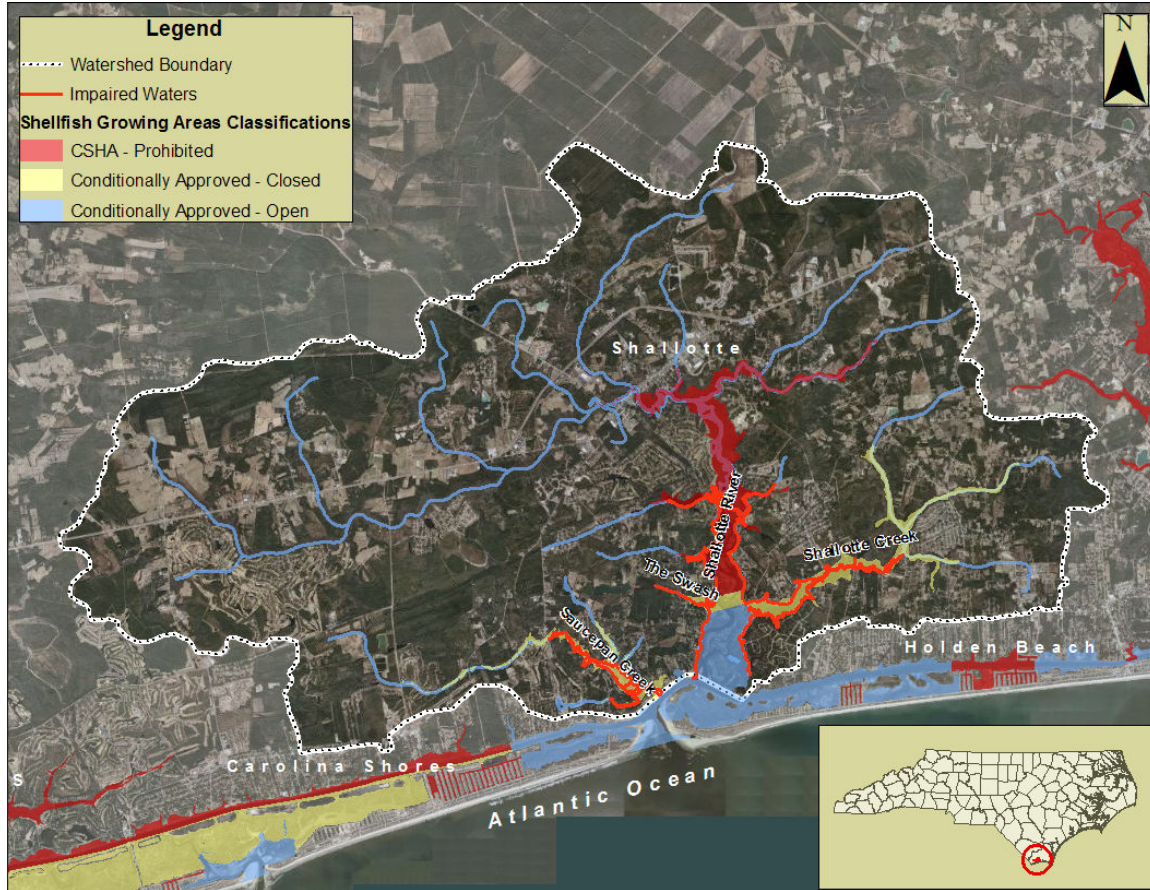 Legend
Watershed Boundary
Impaired Waters
Shellfish Growing Areas Classifications
CSHA - Prohibited
Conditionally Approved - Closed
Conditionally Approved - Open
N
Shallotte
Shallotte River
Shallotte Creek
The Swash
Saucepan Creek
Holden Beach
Carolina Shores
S
Atlantic Ocean